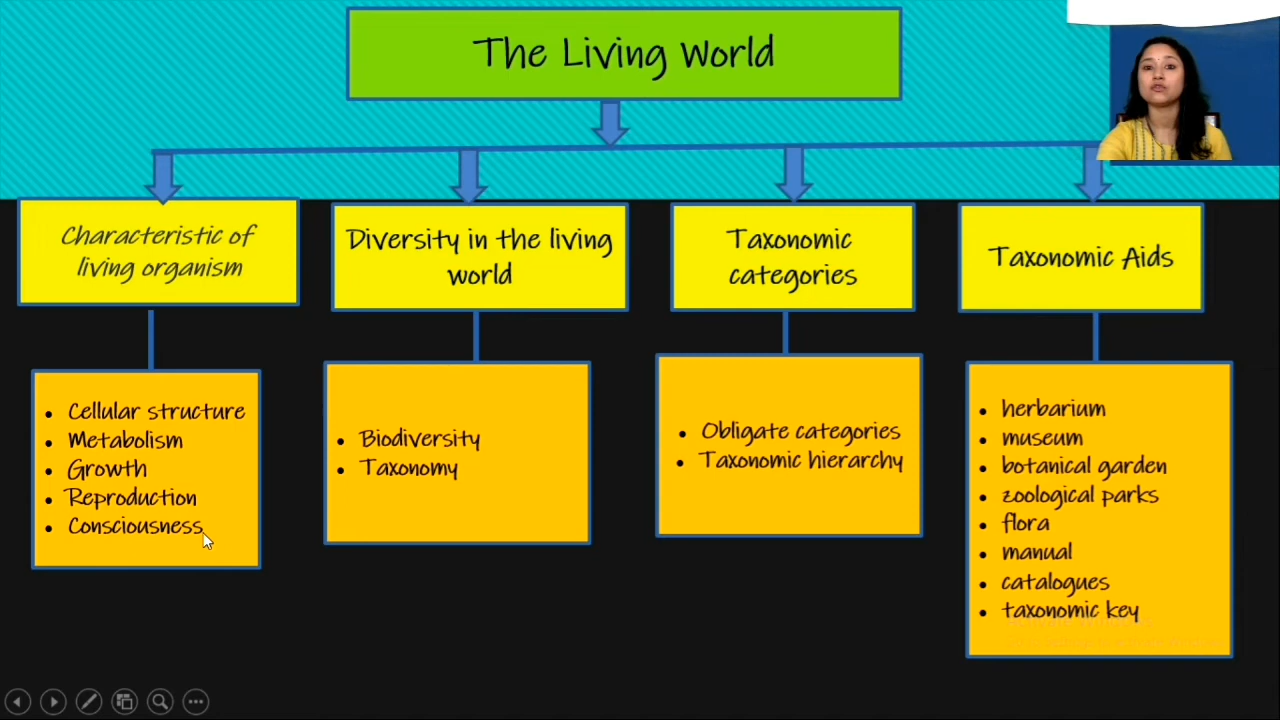 The Living World
Characteristic of
living organism
Diversity in the living
world
Taxonomic
categories
Taxonomic Aids
• Cellular structure
• Metabolism
• Growth
• Reproduction
• Consciousness
• Biodiversity
• Taxonomy
• Obligate categories
• Taxonomic hierarchy
• herbarium
• museum
• botanical garden
• zoological parks
• flora
• manual
• catalogues
• taxonomic key